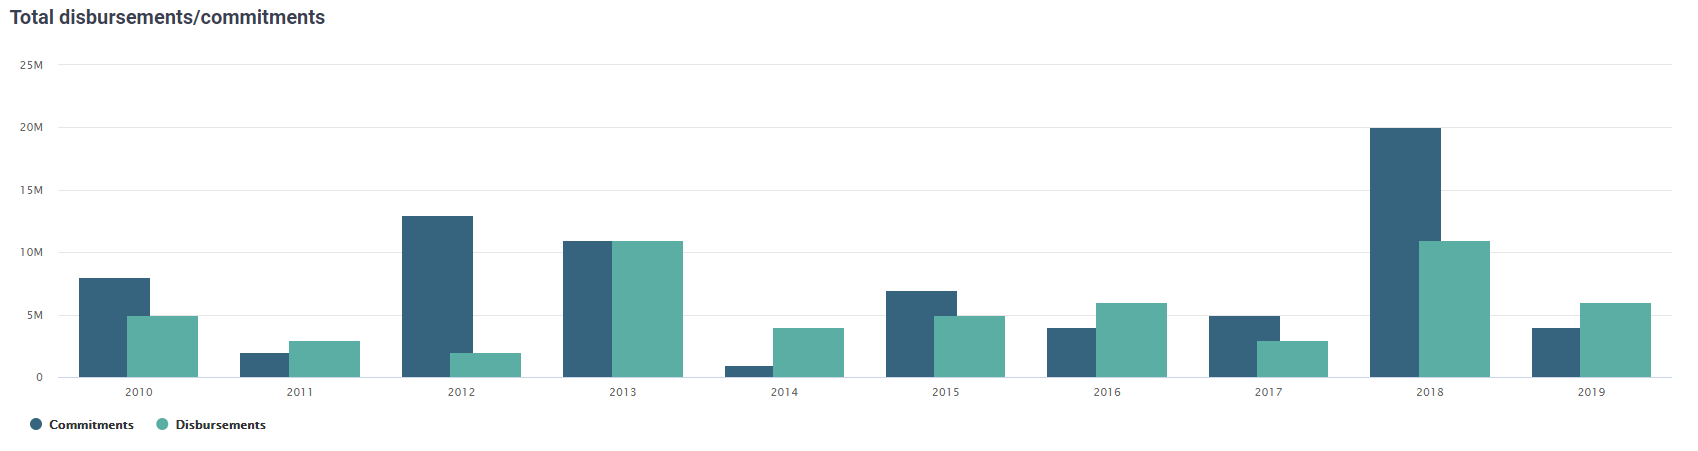 Total disbursements/commitments
25M
20M
15M
10M
5M
0
2010 2011 2012 2013 2014 2015 2016 2017 2018 2019
Commitments Disbursements